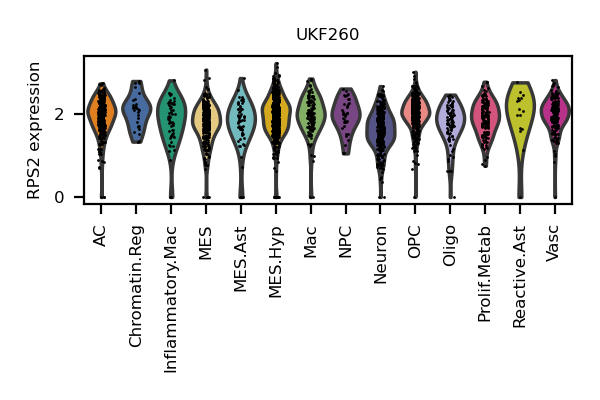 UKF260
RPS2 expression
2
0
AC
Chromatin.Reg
Inflammatory.Mac
MES
MES.Ast
MES.Hyp
Mac
NPC
Neuron
OPC
Oligo
Prolif.Metab
Reactive.Ast
Vasc